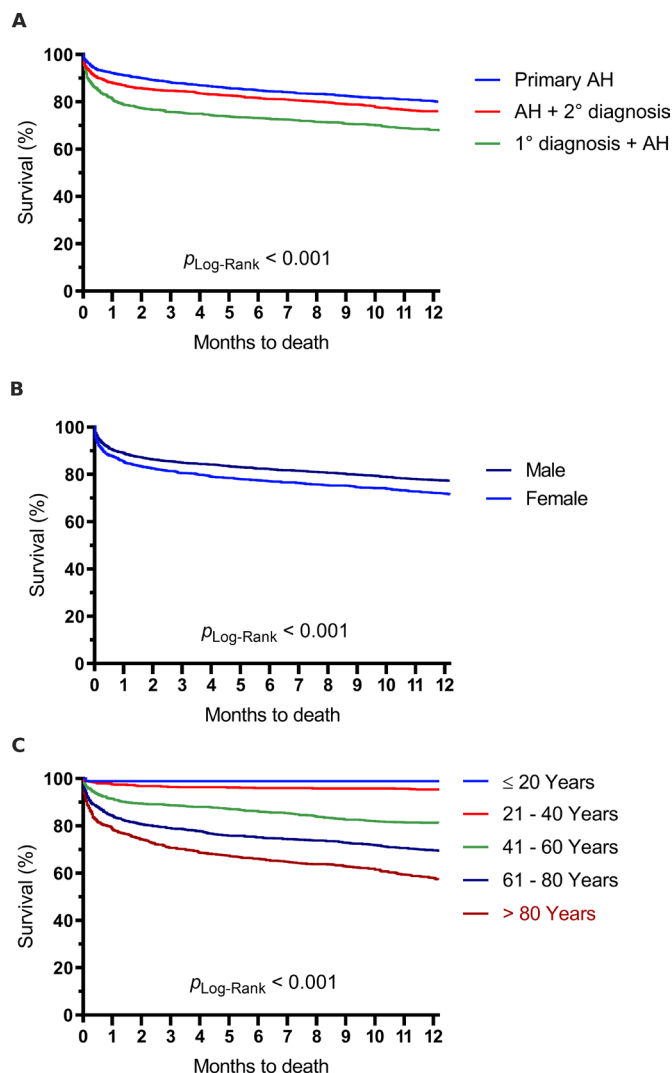 A
100
80
60
40
20
0
Survival (%)
Primary AH
AH + 2° diagnosis
1° diagnosis + AH
pLog-Rank < 0.001
0 1 2 3 4 5 6 7 8 9 10 11 12
Months to death
B
100
80
60
40
20
0
Survival (%)
Male
Female
pLog-Rank < 0.001
0 1 2 3 4 5 6 7 8 9 10 11 12
Months to death
C
100
80
60
40
20
0
Survival (%)
≤ 20 Years
21 - 40 Years
41 - 60 Years
61 - 80 Years
> 80 Years
pLog-Rank < 0.001
0 1 2 3 4 5 6 7 8 9 10 11 12
Months to death